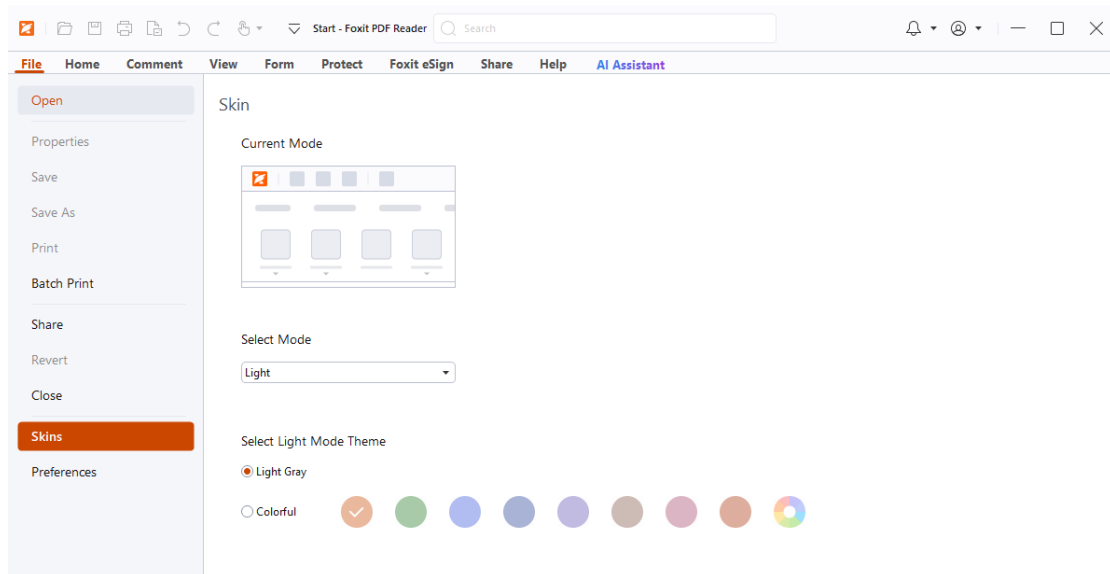 Start - Foxit PDF Reader Search
File Home Comment View Form Protect Foxit eSign Share Help AI Assistant
Open
Properties
Save
Save As
Print
Batch Print
Share
Revert
Close
Skins
Preferences
Skin
Current Mode
Select Mode
Light
Select Light Mode Theme
Light Gray
Colorful